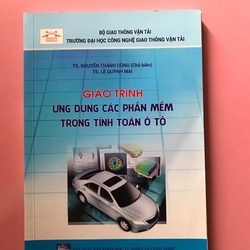 BỘ GIAO THÔNG VẬN TẢI
TRƯỜNG ĐẠI HỌC CÔNG NGHỆ GIAO THÔNG VẬN TẢI
TS. NGUYỄN THÀNH CÔNG (Chủ biên)
TS. LÊ QUỲNH MAI
GIÁO TRÌNH
ỨNG DỤNG CÁC PHẦN MỀM
TRONG TÍNH TOÁN Ô TÔ